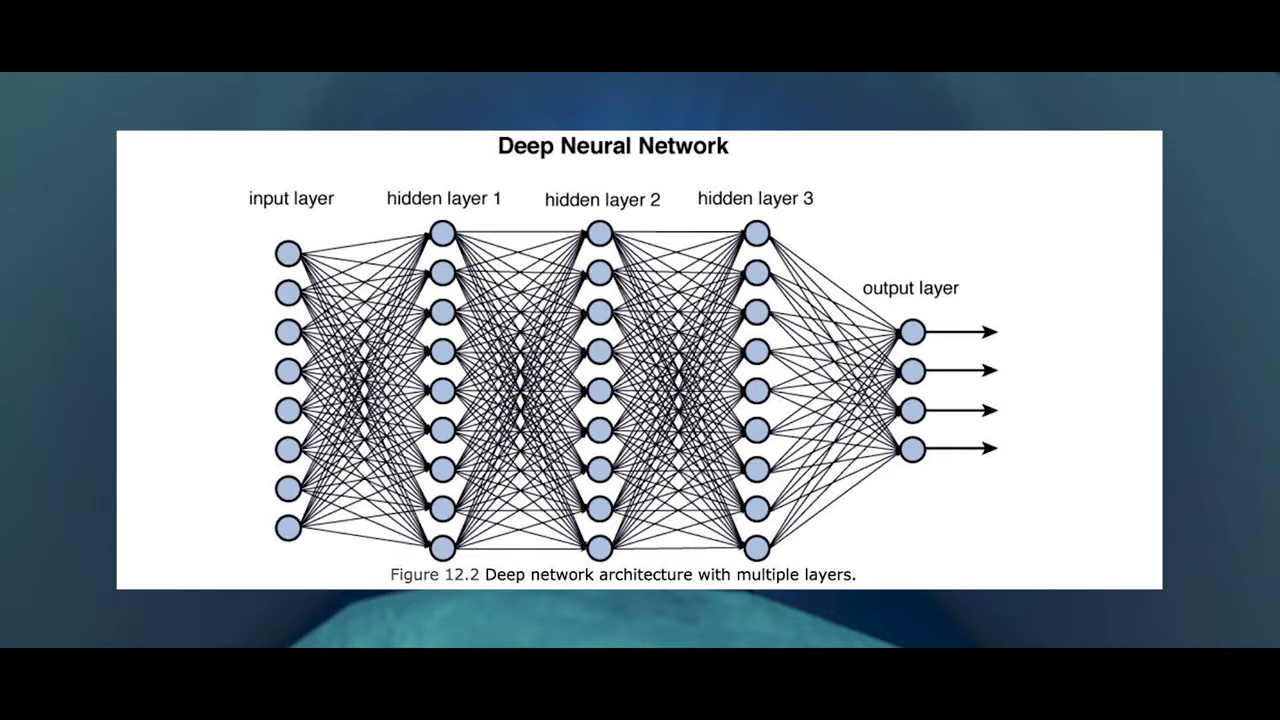 Deep Neural Network
input layer
hidden layer 1
hidden layer 2
hidden layer 3
output layer
Figure 12.2 Deep network architecture with multiple layers.